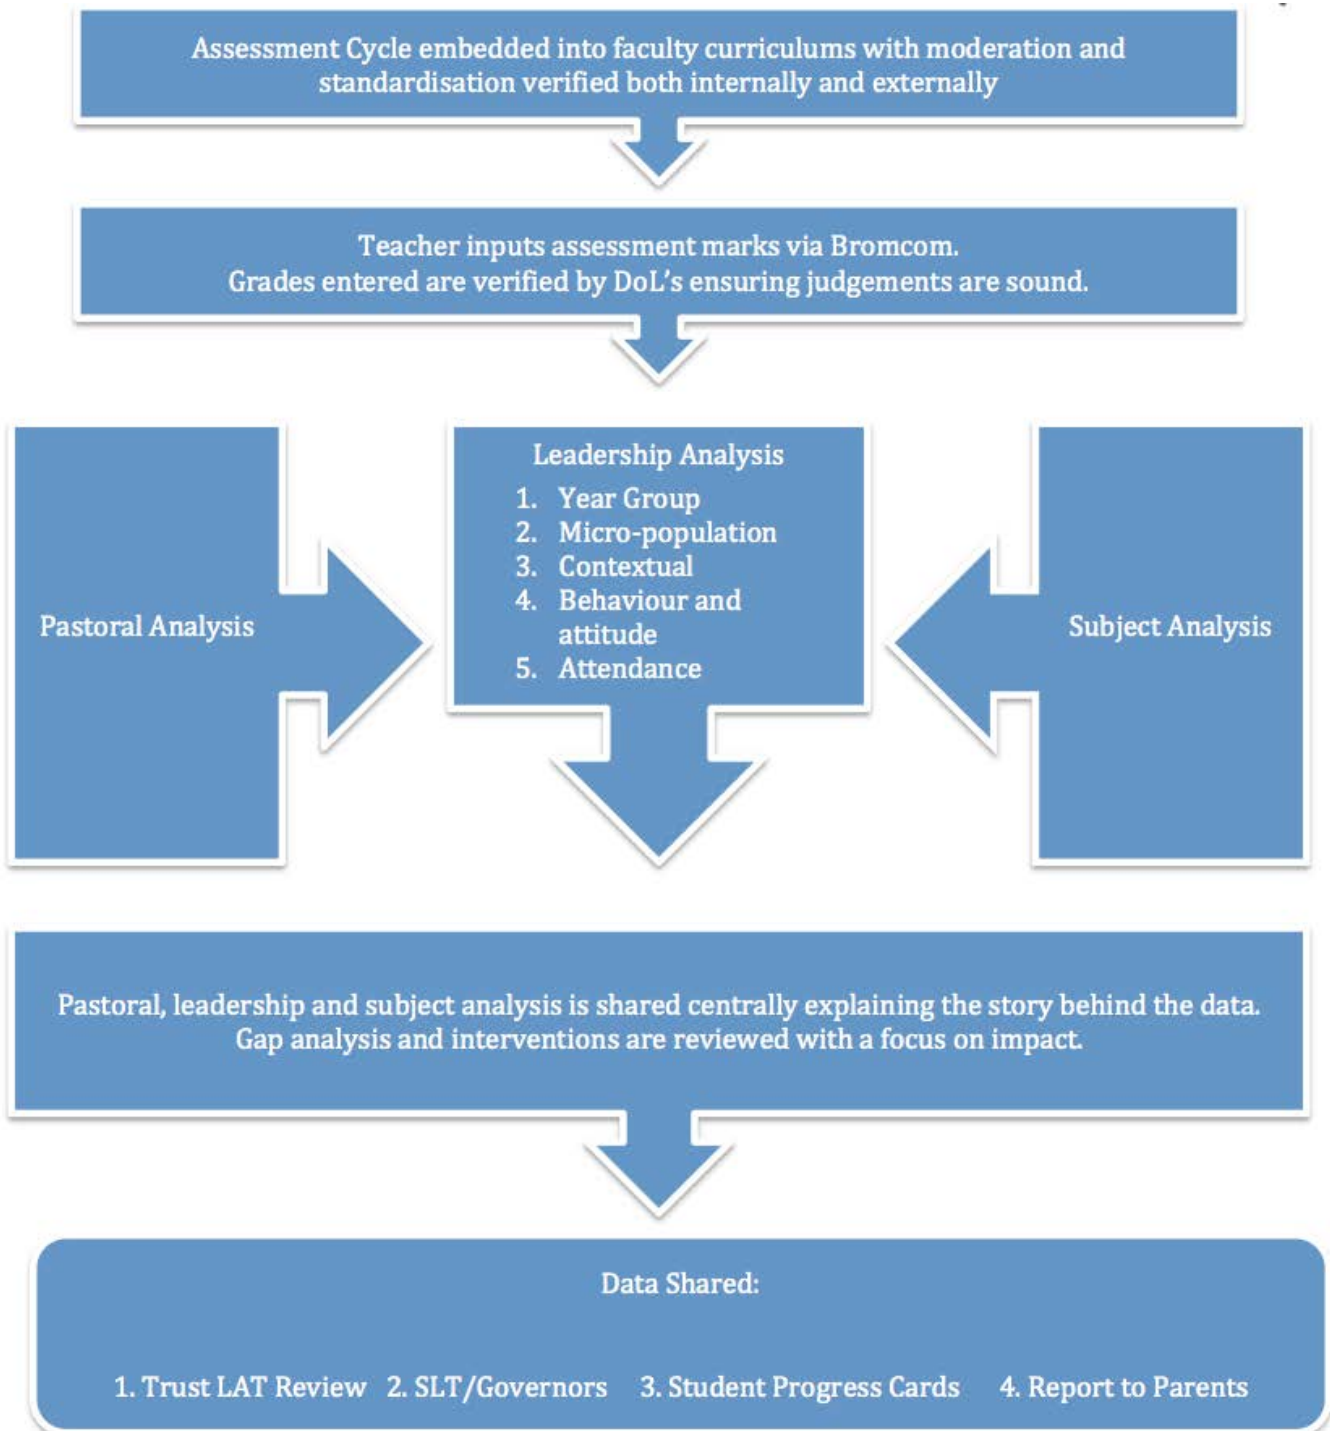 Assessment Cycle embedded into faculty curriculums with moderation and
standardisation verified both internally and externally
Teacher inputs assessment marks via Bromcom.
Grades entered are verified by DoL's ensuring judgements are sound.
Pastoral Analysis
Leadership Analysis
1. Year Group
2. Micro-population
3. Contextual
4. Behaviour and
attitude
5. Attendance
Subject Analysis
Pastoral, leadership and subject analysis is shared centrally explaining the story behind the data.
Gap analysis and interventions are reviewed with a focus on impact.
Data Shared:
1. Trust LAT Review 2. SLT/Governors 3. Student Progress Cards 4. Report to Parents